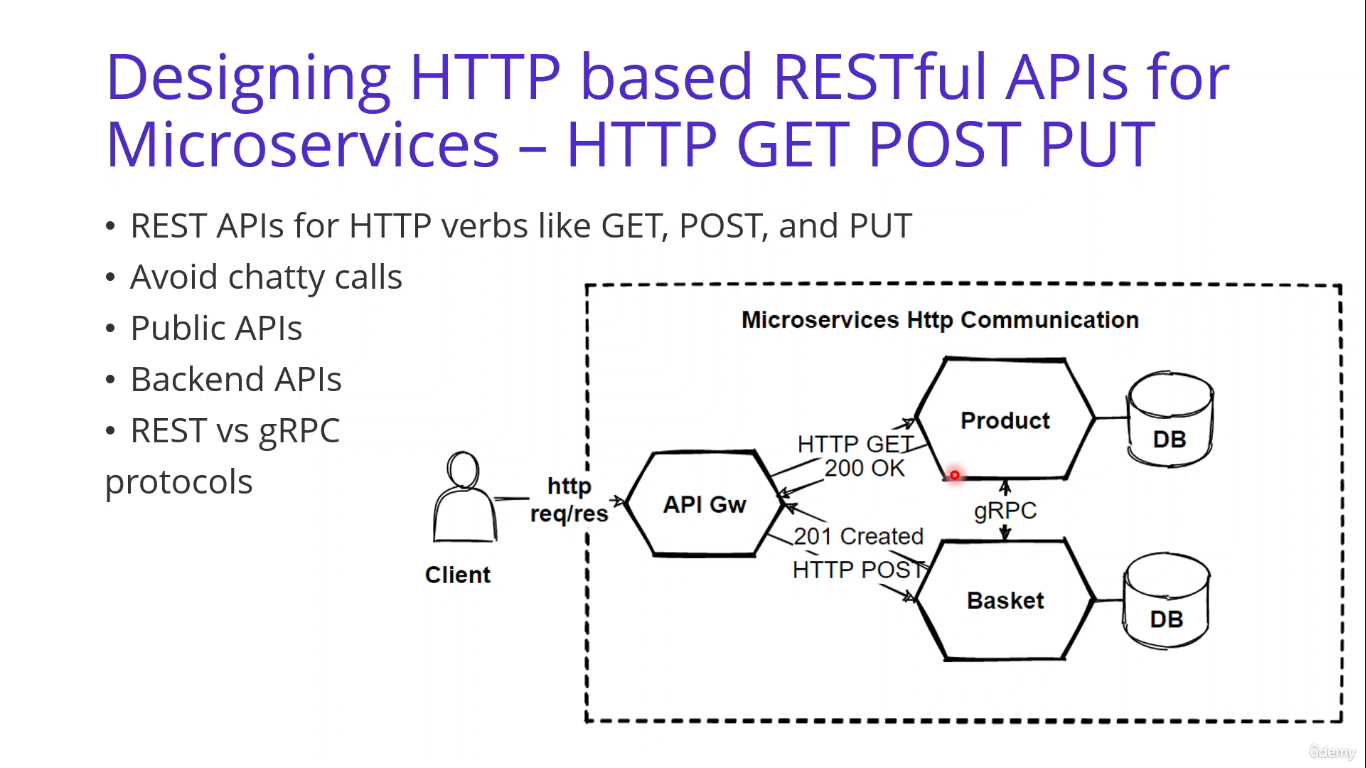 Designing HTTP based RESTful APIs for
Microservices – HTTP GET POST PUT
• REST APIs for HTTP verbs like GET, POST, and PUT
• Avoid chatty calls
• Public APIs
• Backend APIs
• REST vs gRPC
protocols
Microservices Http Communication
Product
DB
HTTP GET
200 OK
http
req/res
API Gw
gRPC
201 Created
HTTP POST
Client
Basket
DB
ûdemy